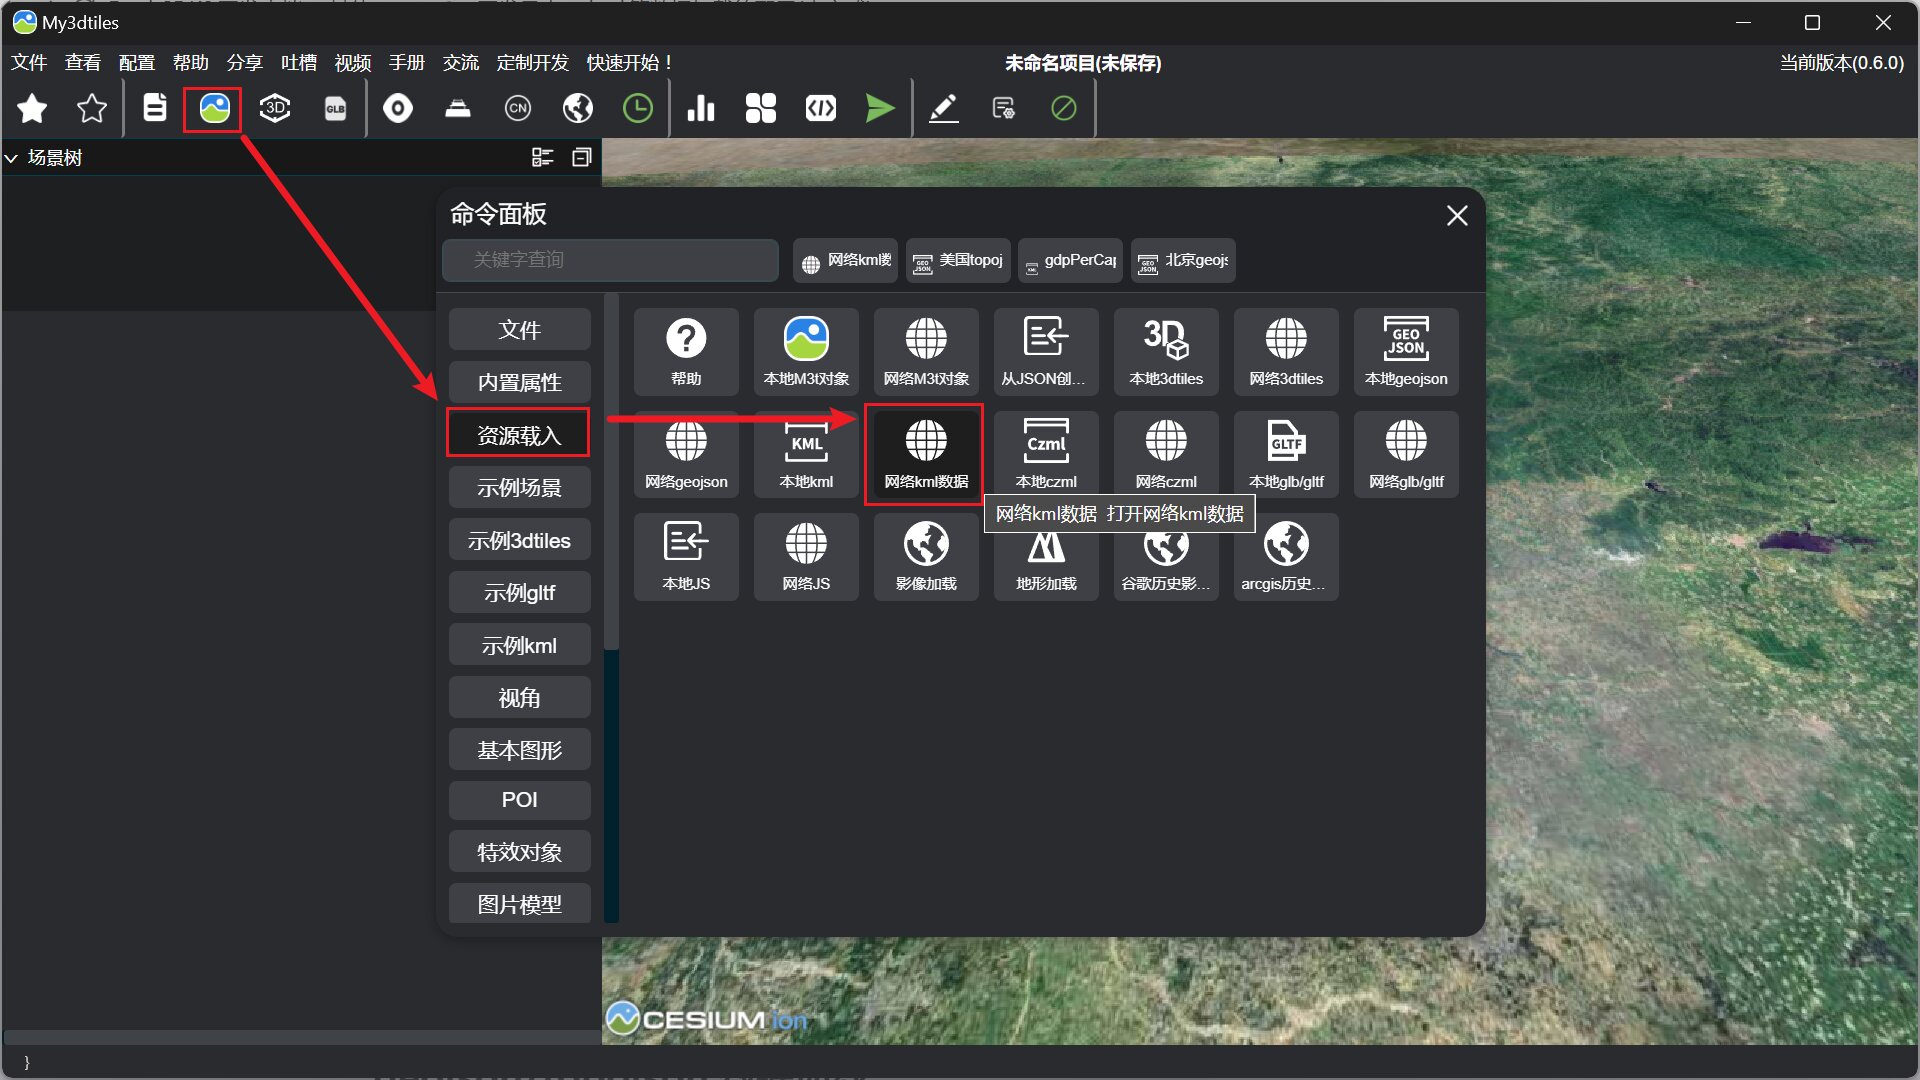 My3dtiles
文件 查看 配置 帮助 分享 吐槽 视频 手册 交流 定制开发 快速开始！ 未命名项目(未保存) 当前版本(0.6.0)
3D GLB CN
场景树
命令面板
关键字查询 网络kml数 美国topoj gdpPerCap 北京geojs
文件
内置属性
资源载入
示例场景
示例3dtiles
示例gltf
示例kml
视角
基本图形
POI
特效对象
图片模型
帮助 本地M3t对象 网络M3t对象 从JSON创... 本地3dtiles 网络3dtiles 本地geojson
网络geojson 本地kml 网络kml数据 本地czml 网络czml 本地glb/gltf 网络glb/gltf
网络kml数据 打开网络kml数据
本地JS 网络JS 影像加载 地形加载 谷歌历史影... arcgis历史...
CESIUM ion
}